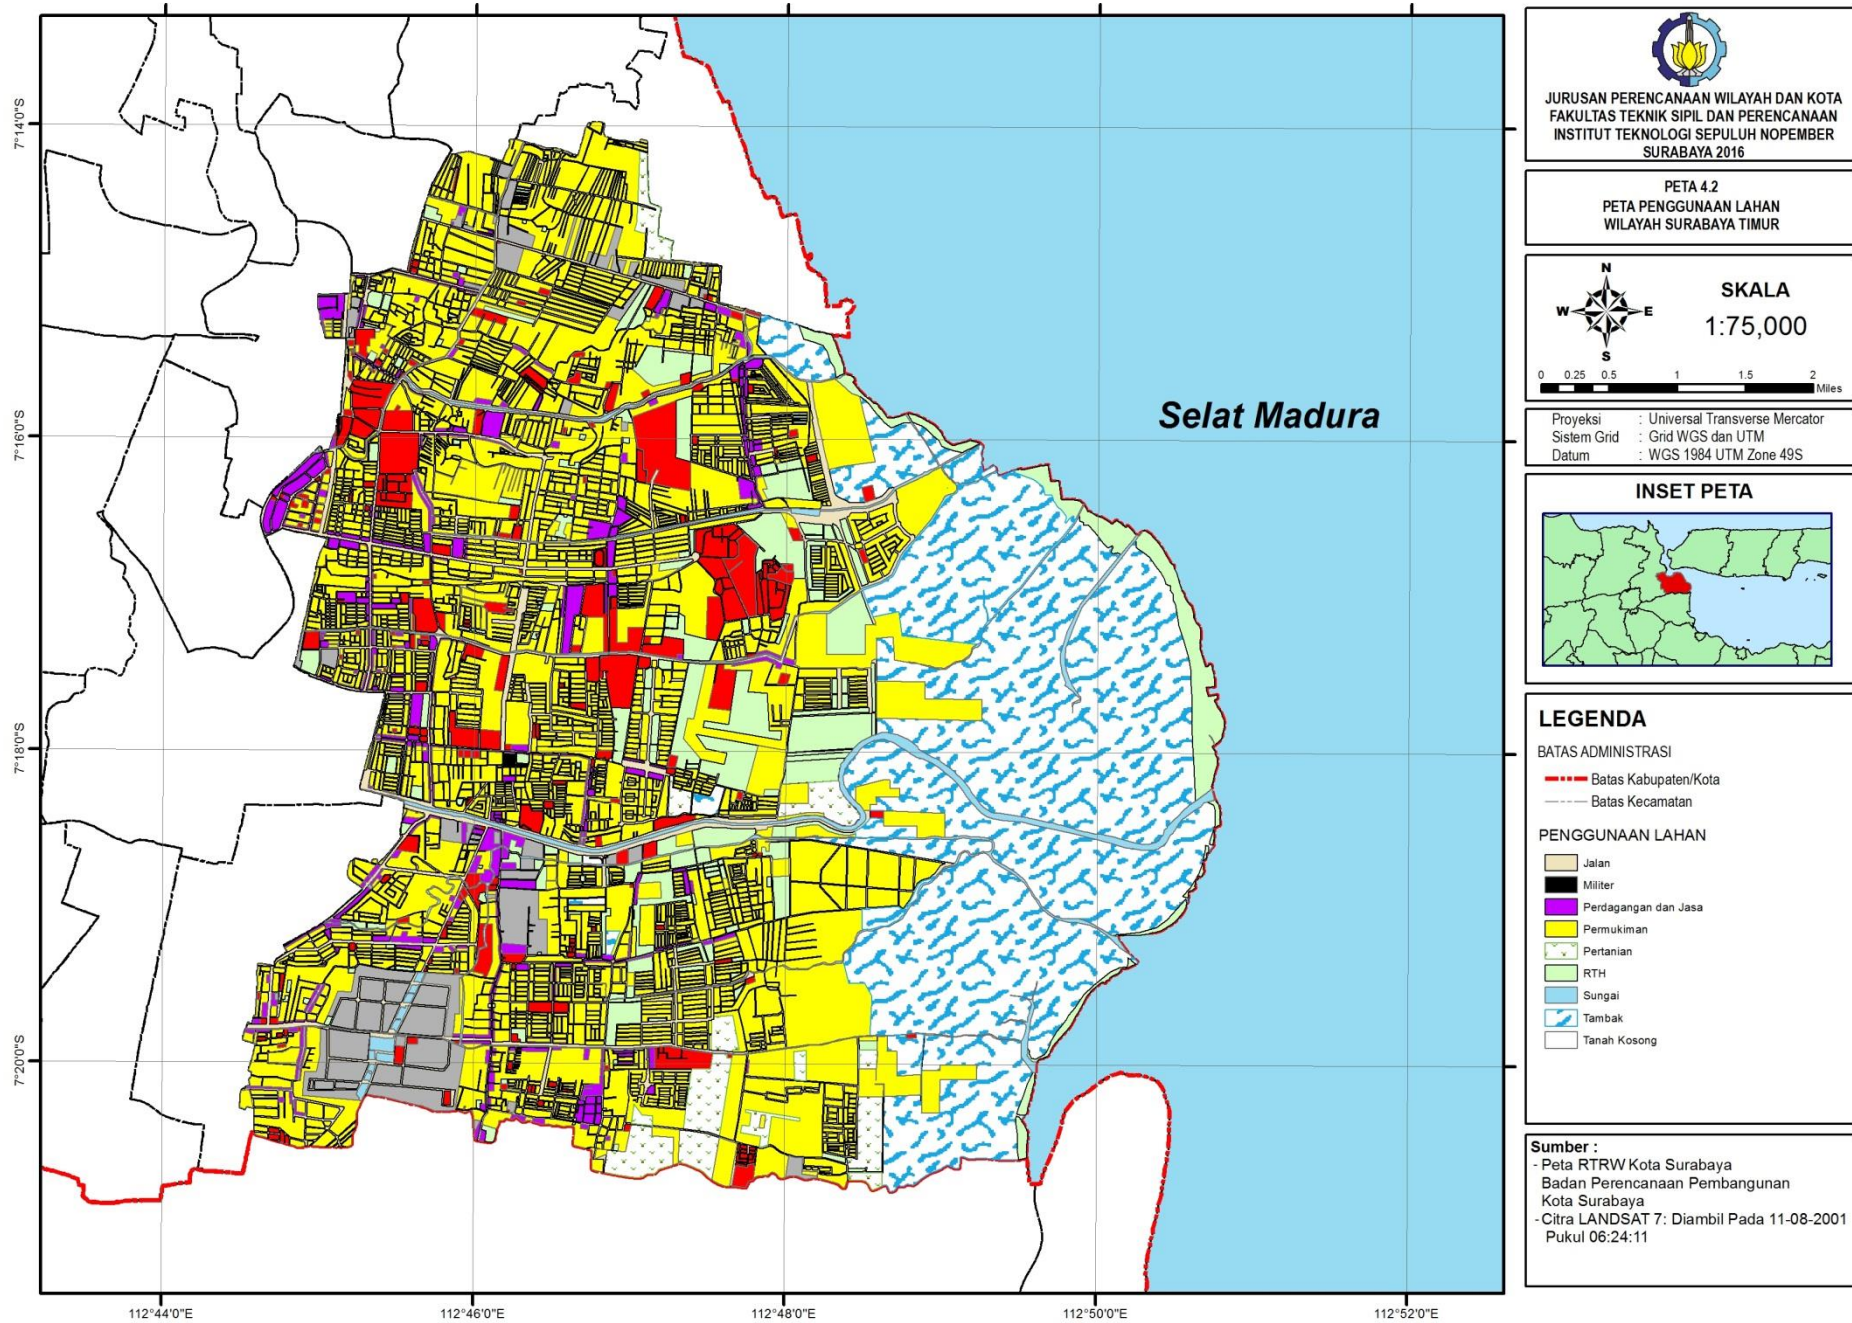 112°44'0"E
112°46'0"E
112°48'0"E
112°50'0"E
112°52'0"E
7°14'0"S
7°16'0"S
7°18'0"S
7°20'0"S
Selat Madura
JURUSAN PERENCANAAN WILAYAH DAN KOTA
FAKULTAS TEKNIK SIPIL DAN PERENCANAAN
INSTITUT TEKNOLOGI SEPULUH NOPEMBER
SURABAYA 2016
PETA 4.2
PETA PENGGUNAAN LAHAN
WILAYAH SURABAYA TIMUR
N
W E
S
SKALA
1:75,000
0 0.25 0.5 1 1.5 2
Miles
Proyeksi : Universal Transverse Mercator
Sistem Grid : Grid WGS dan UTM
Datum : WGS 1984 UTM Zone 49S
INSET PETA
LEGENDA
BATAS ADMINISTRASI
Batas Kabupaten/Kota
Batas Kecamatan
PENGGUNAAN LAHAN
Jalan
Militer
Perdagangan dan Jasa
Permukiman
Pertanian
RTH
Sungai
Tambak
Tanah Kosong
Sumber :
- Peta RTRW Kota Surabaya
Badan Perencanaan Pembangunan
Kota Surabaya
- Citra LANDSAT 7: Diambil Pada 11-08-2001
Pukul 06:24:11